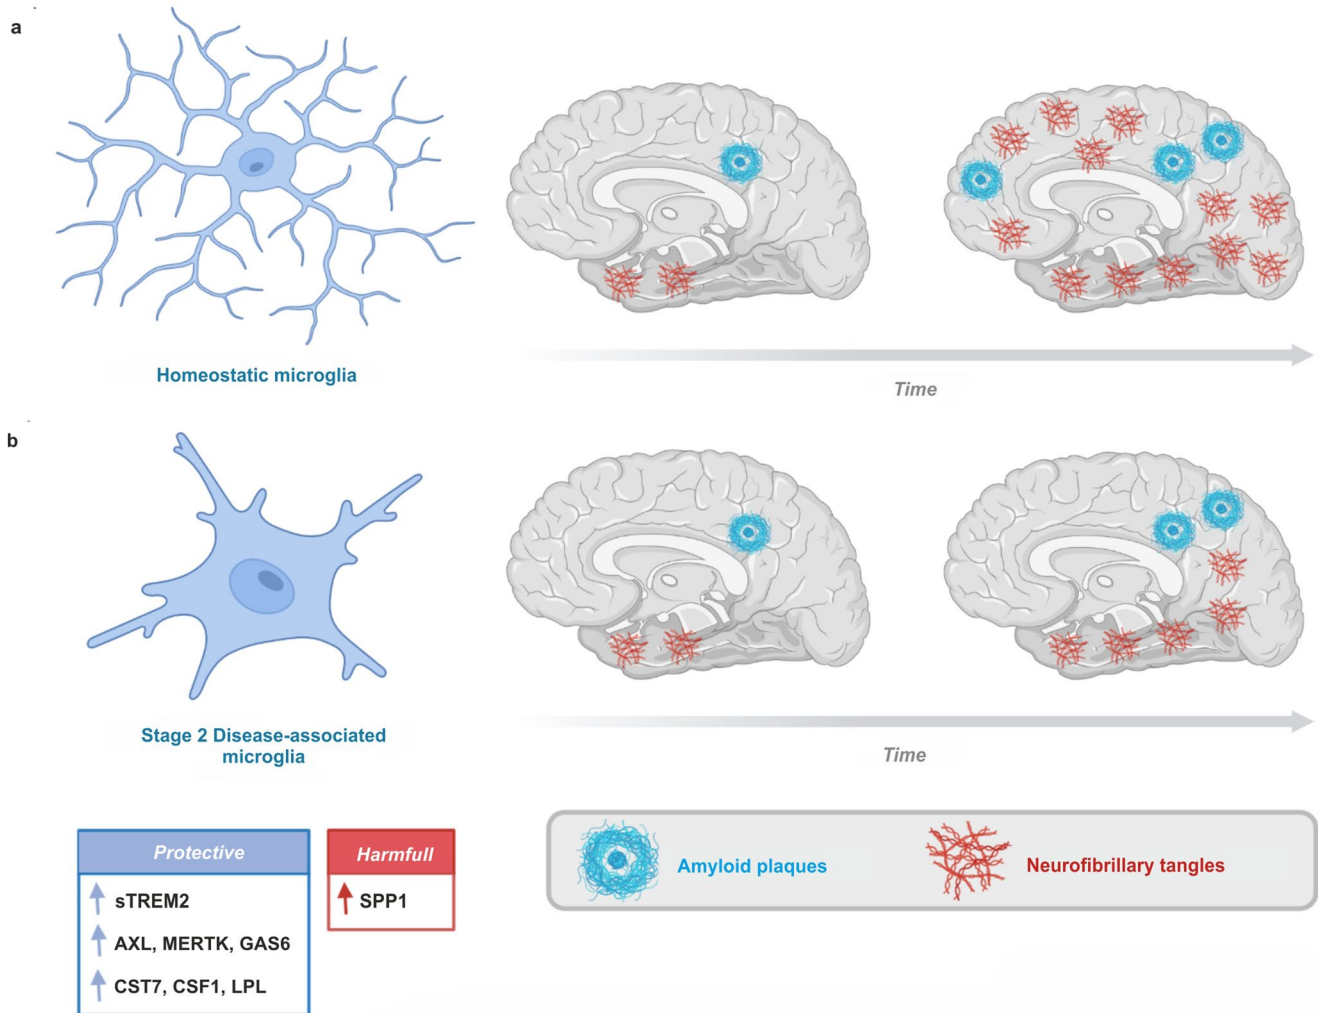 a
Homeostatic microglia
Time
b
Stage 2 Disease-associated
microglia
Time
Protective
sTREM2
AXL, MERTK, GAS6
CST7, CSF1, LPL
Harmfull
SPP1
Amyloid plaques
Neurofibrillary tangles